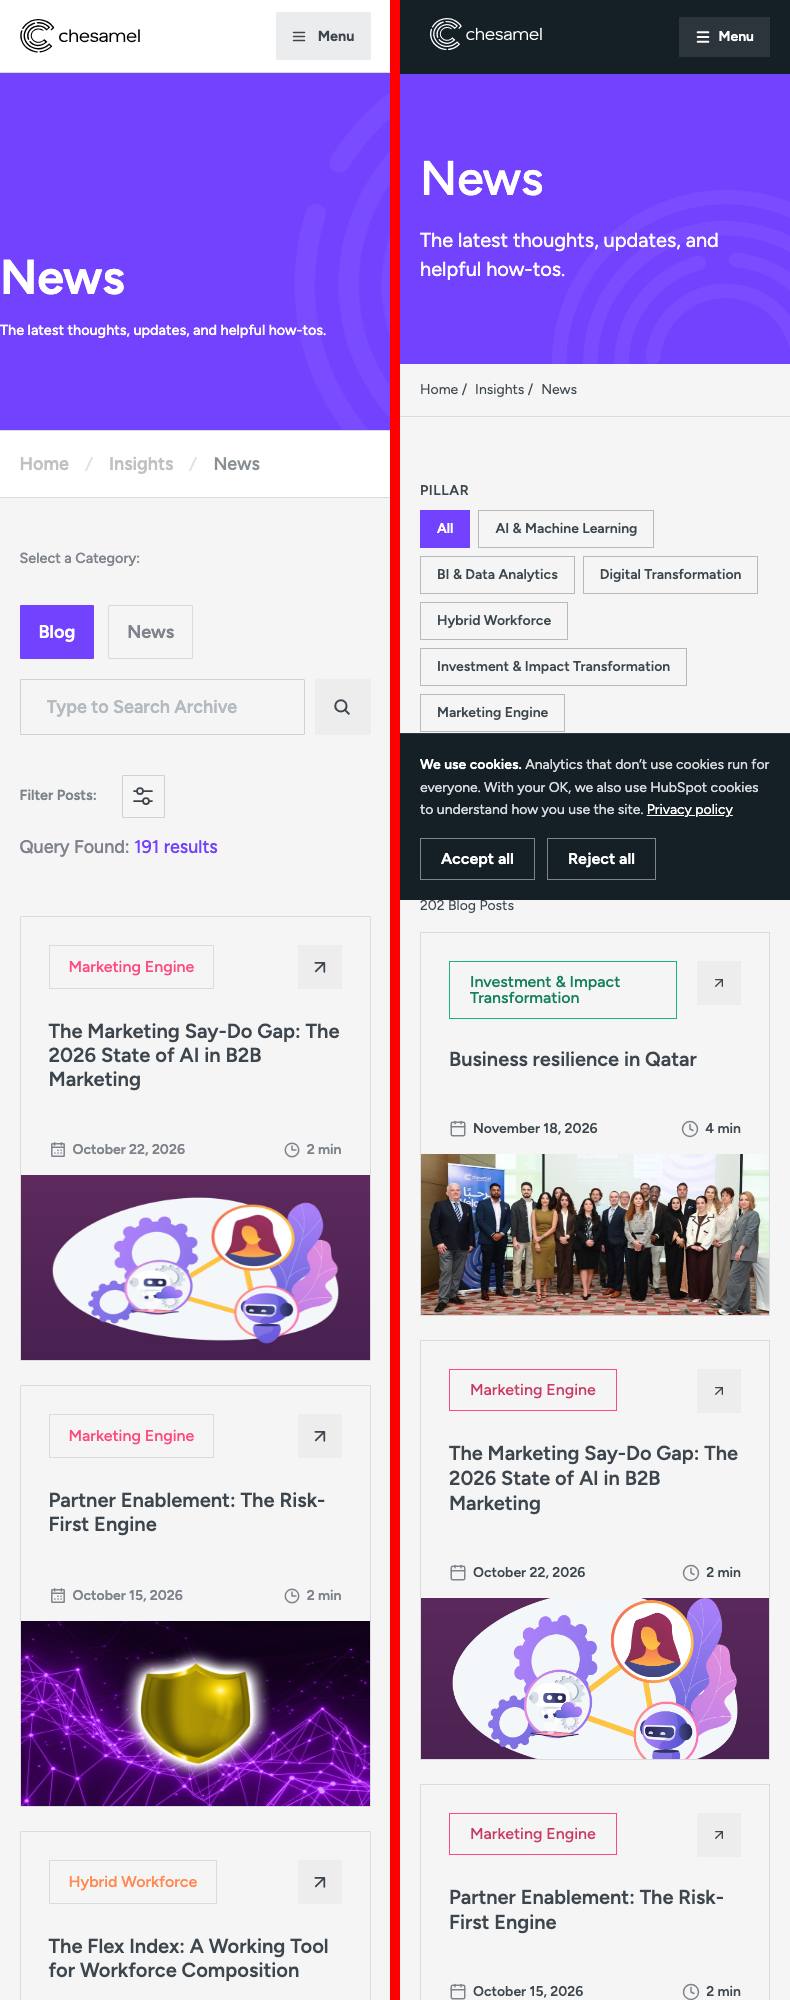 chesamel
Menu
News
The latest thoughts, updates, and helpful how-tos.
Home / Insights / News
Select a Category:
Blog
News
Type to Search Archive
Filter Posts:
Query Found: 191 results
Marketing Engine
The Marketing Say-Do Gap: The
2026 State of AI in B2B
Marketing
October 22, 2026
2 min
Marketing Engine
Partner Enablement: The Risk-
First Engine
October 15, 2026
2 min
Hybrid Workforce
The Flex Index: A Working Tool
for Workforce Composition
chesamel
Menu
News
The latest thoughts, updates, and
helpful how-tos.
Home / Insights / News
PILLAR
All
AI & Machine Learning
BI & Data Analytics
Digital Transformation
Hybrid Workforce
Investment & Impact Transformation
Marketing Engine
We use cookies. Analytics that don't use cookies run for
everyone. With your OK, we also use HubSpot cookies
to understand how you use the site. Privacy policy
Accept all
Reject all
202 Blog Posts
Investment & Impact
Transformation
Business resilience in Qatar
November 18, 2026
4 min
Marketing Engine
The Marketing Say-Do Gap: The
2026 State of AI in B2B
Marketing
October 22, 2026
2 min
Marketing Engine
Partner Enablement: The Risk-
First Engine
October 15, 2026
2 min